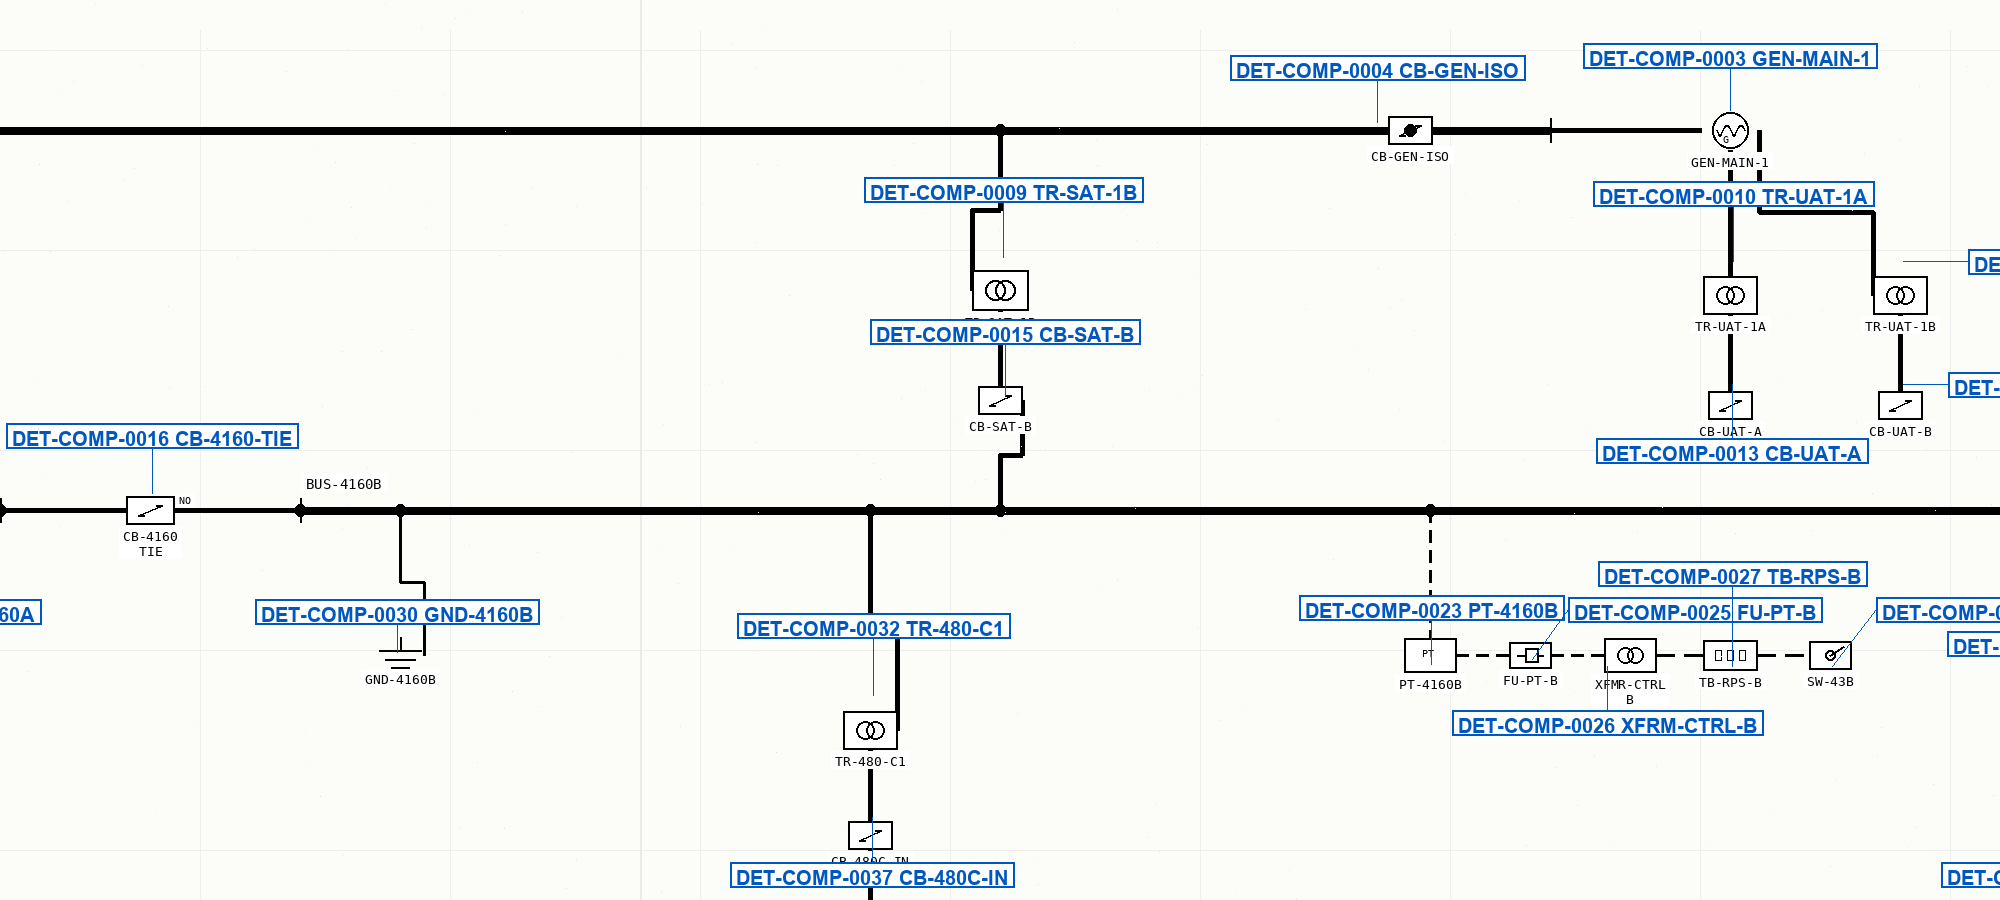 DET-COMP-0003 GEN-MAIN-1
DET-COMP-0004 CB-GEN-ISO
G
CB-GEN-ISO
GEN-MAIN-1
DET-COMP-0009 TR-SAT-1B
DET-COMP-0010 TR-UAT-1A
DE
DET-COMP-0015 CB-SAT-B
TR-UAT-1A
TR-UAT-1B
DET-
CB-SAT-B
CB-UAT-A
CB-UAT-B
DET-COMP-0016 CB-4160-TIE
DET-COMP-0013 CB-UAT-A
BUS-4160B
NO
CB-4160
TIE
DET-COMP-0027 TB-RPS-B
60A
DET-COMP-0030 GND-4160B
DET-COMP-0032 TR-480-C1
DET-COMP-0023 PT-4160B
DET-COMP-0025 FU-PT-B
DET-COMP-0
DET-
PT
GND-4160B
PT-4160B
FU-PT-B
XFMR-CTRL
B
TB-RPS-B
SW-43B
DET-COMP-0026 XFRM-CTRL-B
TR-480-C1
CB-480C-IN
DET-COMP-0037 CB-480C-IN
DET-C